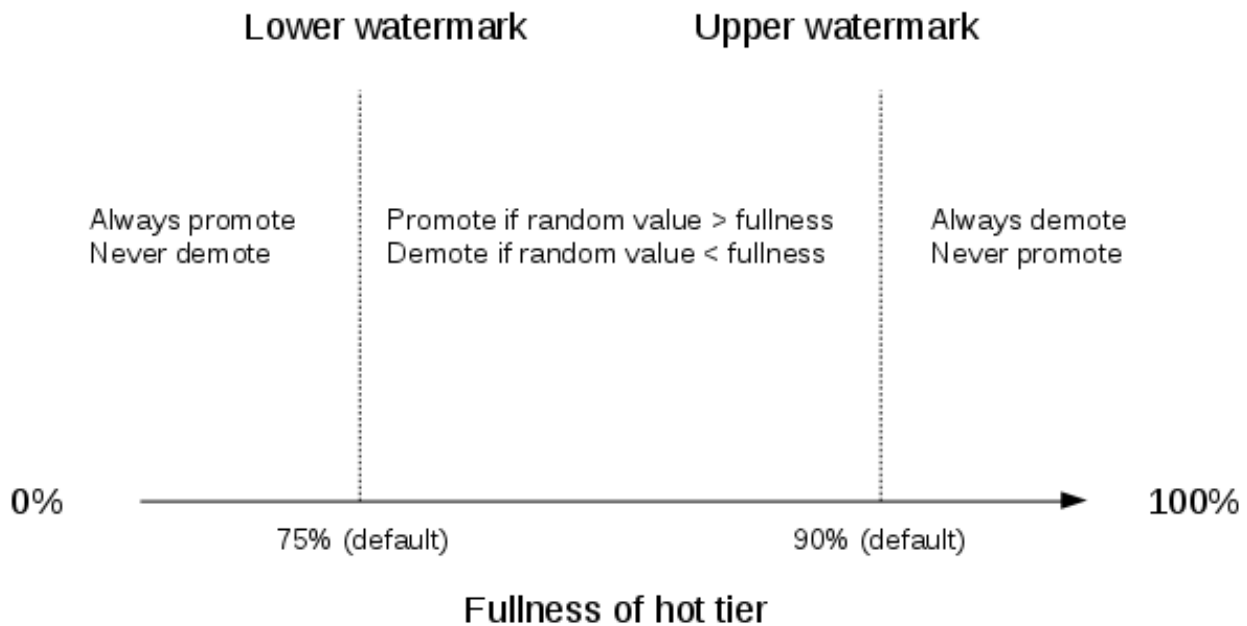 Lower watermark
Upper watermark
Always promote
Never demote
Promote if random value > fullness
Demote if random value < fullness
Always demote
Never promote
0%
100%
75% (default)
90% (default)
Fullness of hot tier